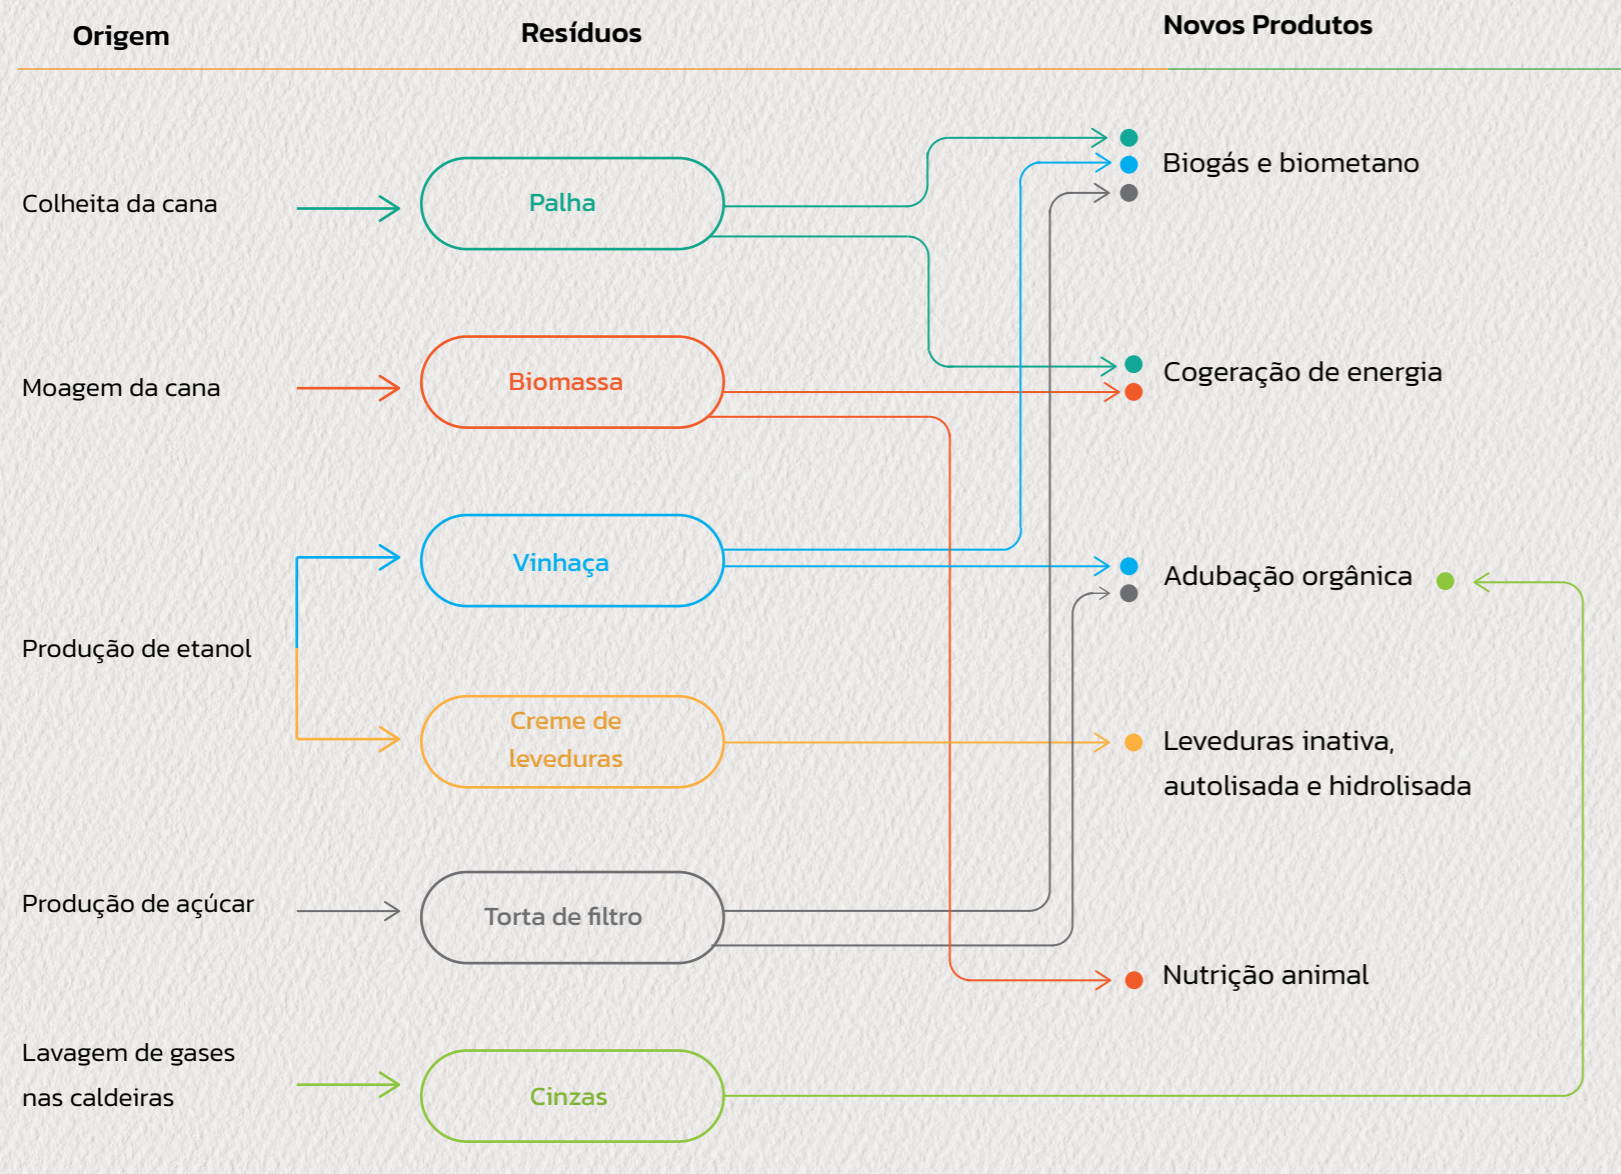 Origem
Resíduos
Novos Produtos
Colheita da cana
Palha
Biogás e biometano
Moagem da cana
Biomassa
Cogeração de energia
Produção de etanol
Vinhaça
Adubação orgânica
Creme de
leveduras
Leveduras inativa,
autolisada e hidrolisada
Produção de açúcar
Torta de filtro
Nutrição animal
Lavagem de gases
nas caldeiras
Cinzas